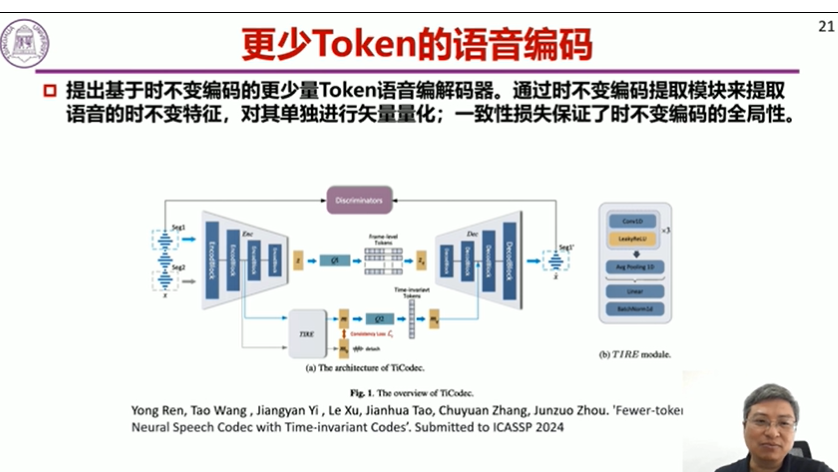 21
更少Token的语音编码
提出基于时不变编码的更少量Token语音编解码器。通过时不变编码提取模块来提取
语音的时不变特征，对其单独进行矢量量化；一致性损失保证了时不变编码的全局性。
Discriminators
Seg1
Enc
EncodBlock
EncodBlock
EncodBlock
EncodBlock
Seg2
x
z
Q1
Frame-level
Tokens
Dec
DecodBlock
DecodBlock
DecodBlock
DecodBlock
Seg1'
TIRE
m
Q2
Time-invariant
Tokens
Consistency Loss
detach
(a) The architecture of TiCodec.
Conv1D
LeakyReLU
×3
Avg Pooling 1D
Linear
BatchNorm1d
(b) TIRE module.
Fig. 1. The overview of TiCodec.
Yong Ren, Tao Wang , Jiangyan Yi , Le Xu, Jianhua Tao, Chuyuan Zhang, Junzuo Zhou. 'Fewer-token
Neural Speech Codec with Time-invariant Codes'. Submitted to ICASSP 2024